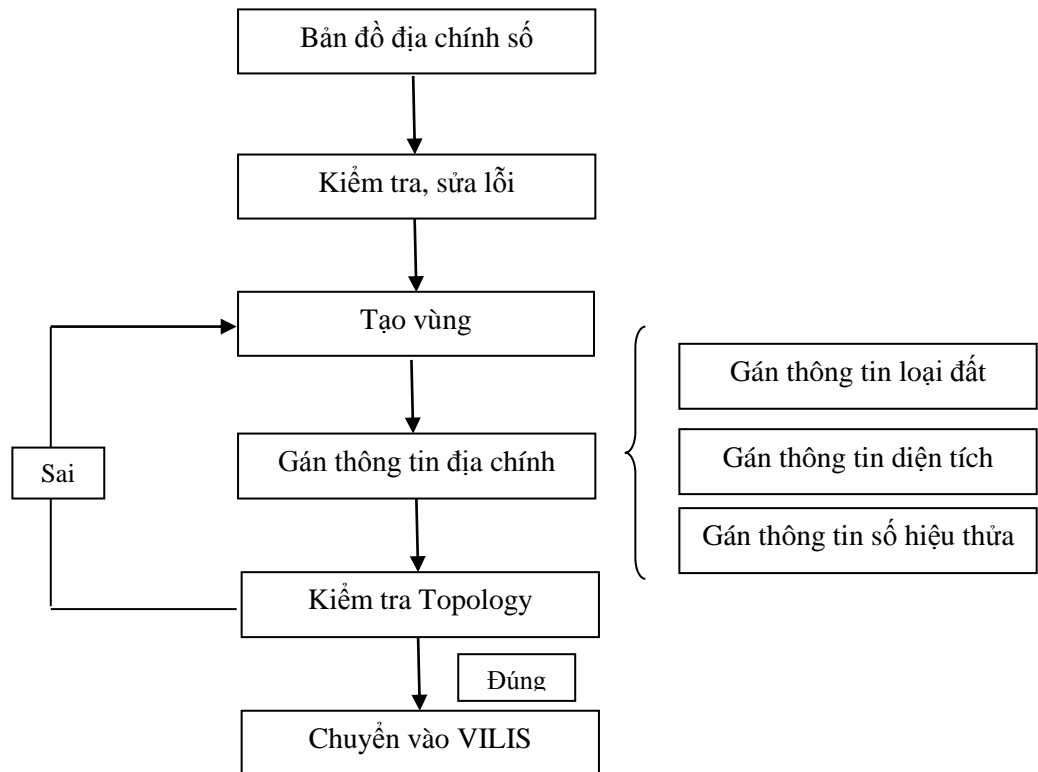 Bản đồ địa chính số
Kiểm tra, sửa lỗi
Tạo vùng
Gán thông tin loại đất
Gán thông tin địa chính
Gán thông tin diện tích
Sai
Gán thông tin số hiệu thửa
Kiểm tra Topology
Đúng
Chuyển vào VILIS